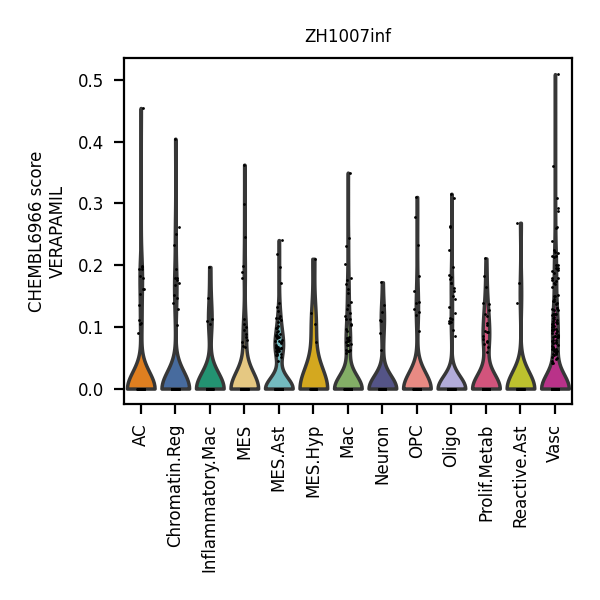 ZH1007inf
CHEMBL6966 score
VERAPAMIL
0.5
0.4
0.3
0.2
0.1
0.0
AC
Chromatin.Reg
Inflammatory.Mac
MES
MES.Ast
MES.Hyp
Mac
Neuron
OPC
Oligo
Prolif.Metab
Reactive.Ast
Vasc